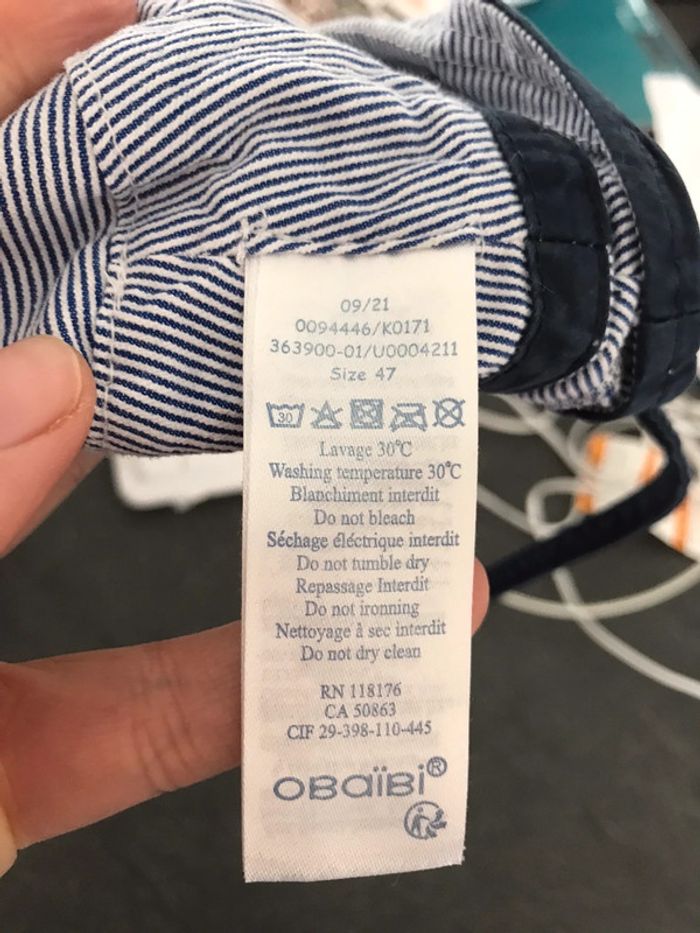 09/21
0094446/K0171
363900-01/U0004211
Size 47
30
Lavage 30°C
Washing temperature 30°C
Blanchiment interdit
Do not bleach
Séchage éléctrique interdit
Do not tumble dry
Repassage Interdit
Do not ironning
Nettoyage à sec interdit
Do not dry clean
RN 118176
CA 50863
CIF 29-398-110-445
OBaïBi®